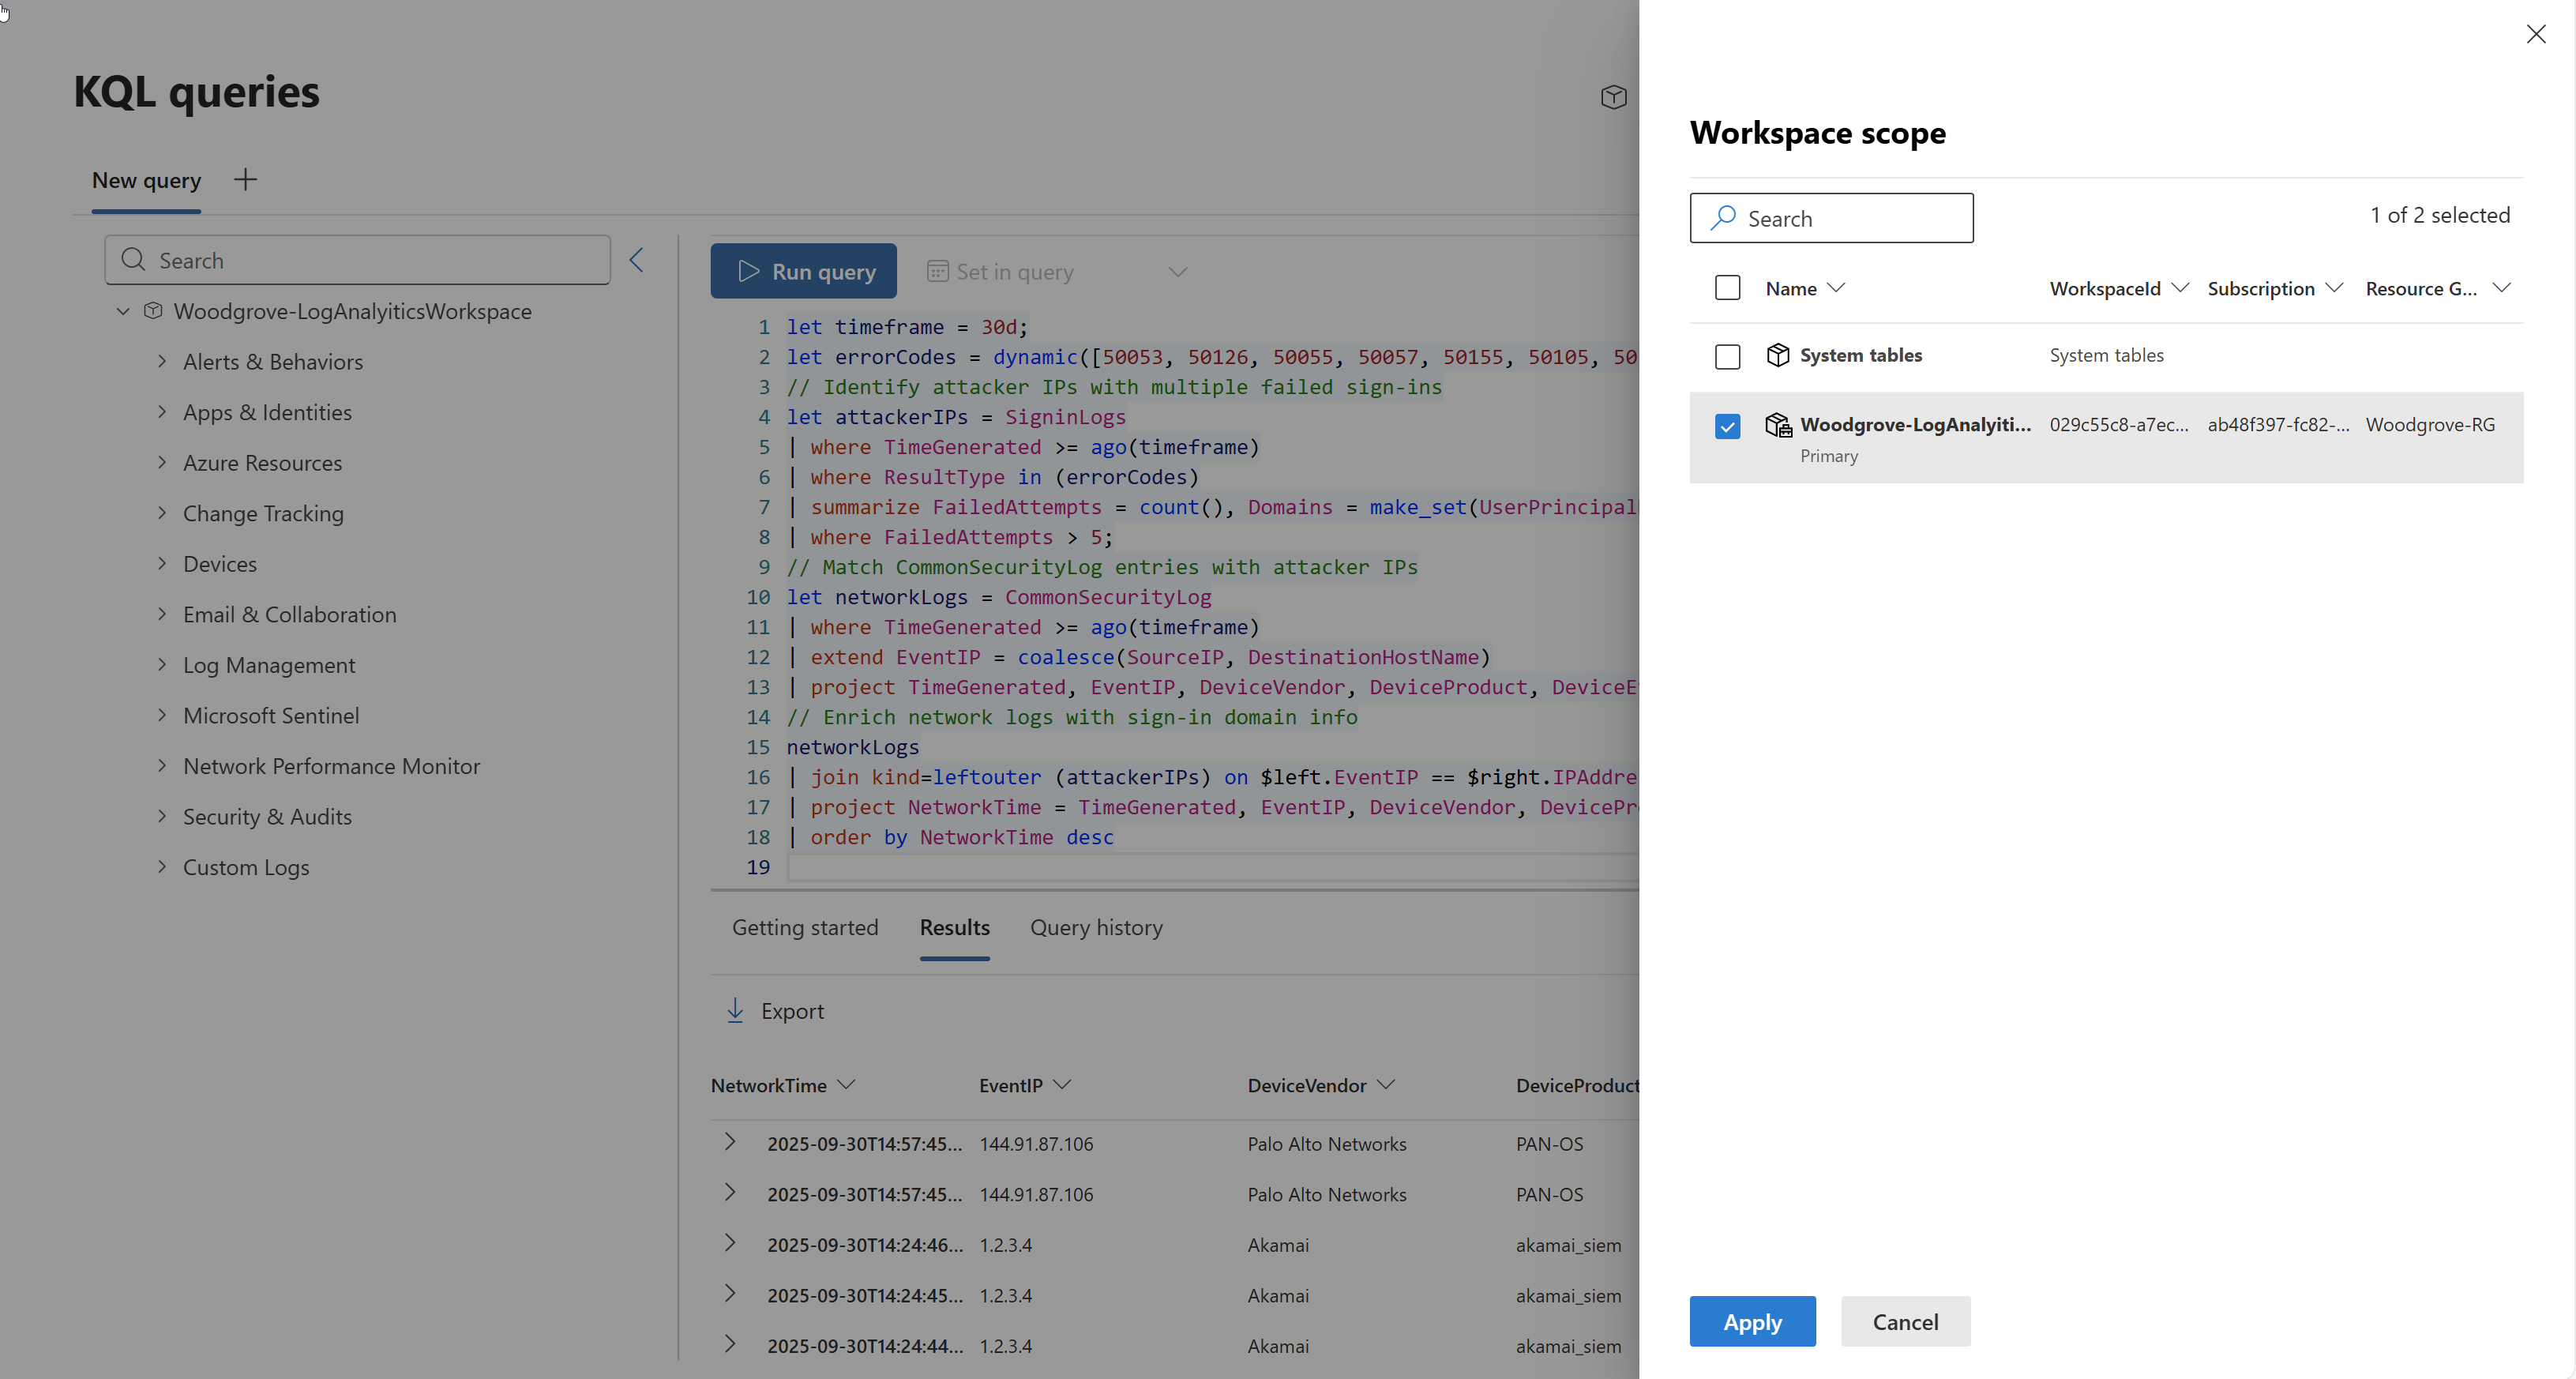 KQL queries
New query
Search
Woodgrove-LogAnalyiticsWorkspace
Alerts & Behaviors
Apps & Identities
Azure Resources
Change Tracking
Devices
Email & Collaboration
Log Management
Microsoft Sentinel
Network Performance Monitor
Security & Audits
Custom Logs
Run query Set in query
1 let timeframe = 30d;
2 let errorCodes = dynamic([50053, 50126, 50055, 50057, 50155, 50105, 50
3 // Identify attacker IPs with multiple failed sign-ins
4 let attackerIPs = SigninLogs
5 | where TimeGenerated >= ago(timeframe)
6 | where ResultType in (errorCodes)
7 | summarize FailedAttempts = count(), Domains = make_set(UserPrincipal
8 | where FailedAttempts > 5;
9 // Match CommonSecurityLog entries with attacker IPs
10 let networkLogs = CommonSecurityLog
11 | where TimeGenerated >= ago(timeframe)
12 | extend EventIP = coalesce(SourceIP, DestinationHostName)
13 | project TimeGenerated, EventIP, DeviceVendor, DeviceProduct, DeviceE
14 // Enrich network logs with sign-in domain info
15 networkLogs
16 | join kind=leftouter (attackerIPs) on $left.EventIP == $right.IPAddre
17 | project NetworkTime = TimeGenerated, EventIP, DeviceVendor, DevicePr
18 | order by NetworkTime desc
19
Getting started Results Query history
Export
NetworkTime EventIP DeviceVendor DeviceProduct
2025-09-30T14:57:45... 144.91.87.106 Palo Alto Networks PAN-OS
2025-09-30T14:57:45... 144.91.87.106 Palo Alto Networks PAN-OS
2025-09-30T14:24:46... 1.2.3.4 Akamai akamai_siem
2025-09-30T14:24:45... 1.2.3.4 Akamai akamai_siem
2025-09-30T14:24:44... 1.2.3.4 Akamai akamai_siem
Workspace scope
Search
1 of 2 selected
Name WorkspaceId Subscription Resource G...
System tables System tables
Woodgrove-LogAnalyiti... 029c55c8-a7ec... ab48f397-fc82-... Woodgrove-RG
Primary
Apply Cancel